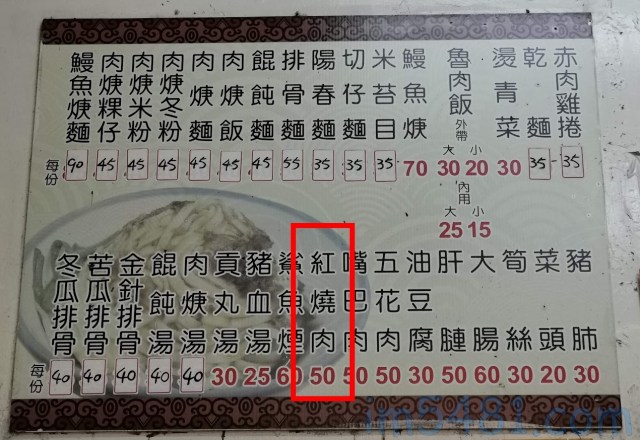 赤肉雞捲 35
乾麵 35
燙青菜 30
魯肉飯
外帶
大 小
30 20
內用
大 小
25 15
鰻魚焿 70
米苔目 35
切仔麵 35
陽春麵 35
排骨麵 55
餛飩麵 45
肉焿飯 45
肉焿麵 45
肉焿冬粉 45
肉焿米粉 45
肉焿粿仔 45
鰻魚焿麵 90
每份
豬肺 30
菜頭 20
筍絲 30
大腸 60
肝腱 50
油豆腐 30
五花肉 50
嘴巴肉 50
紅燒肉 50
鯊魚煙 60
豬血湯 25
貢丸湯 30
肉焿湯 40
餛飩湯 40
金針排骨 40
苦瓜排骨 40
冬瓜排骨 40
每份